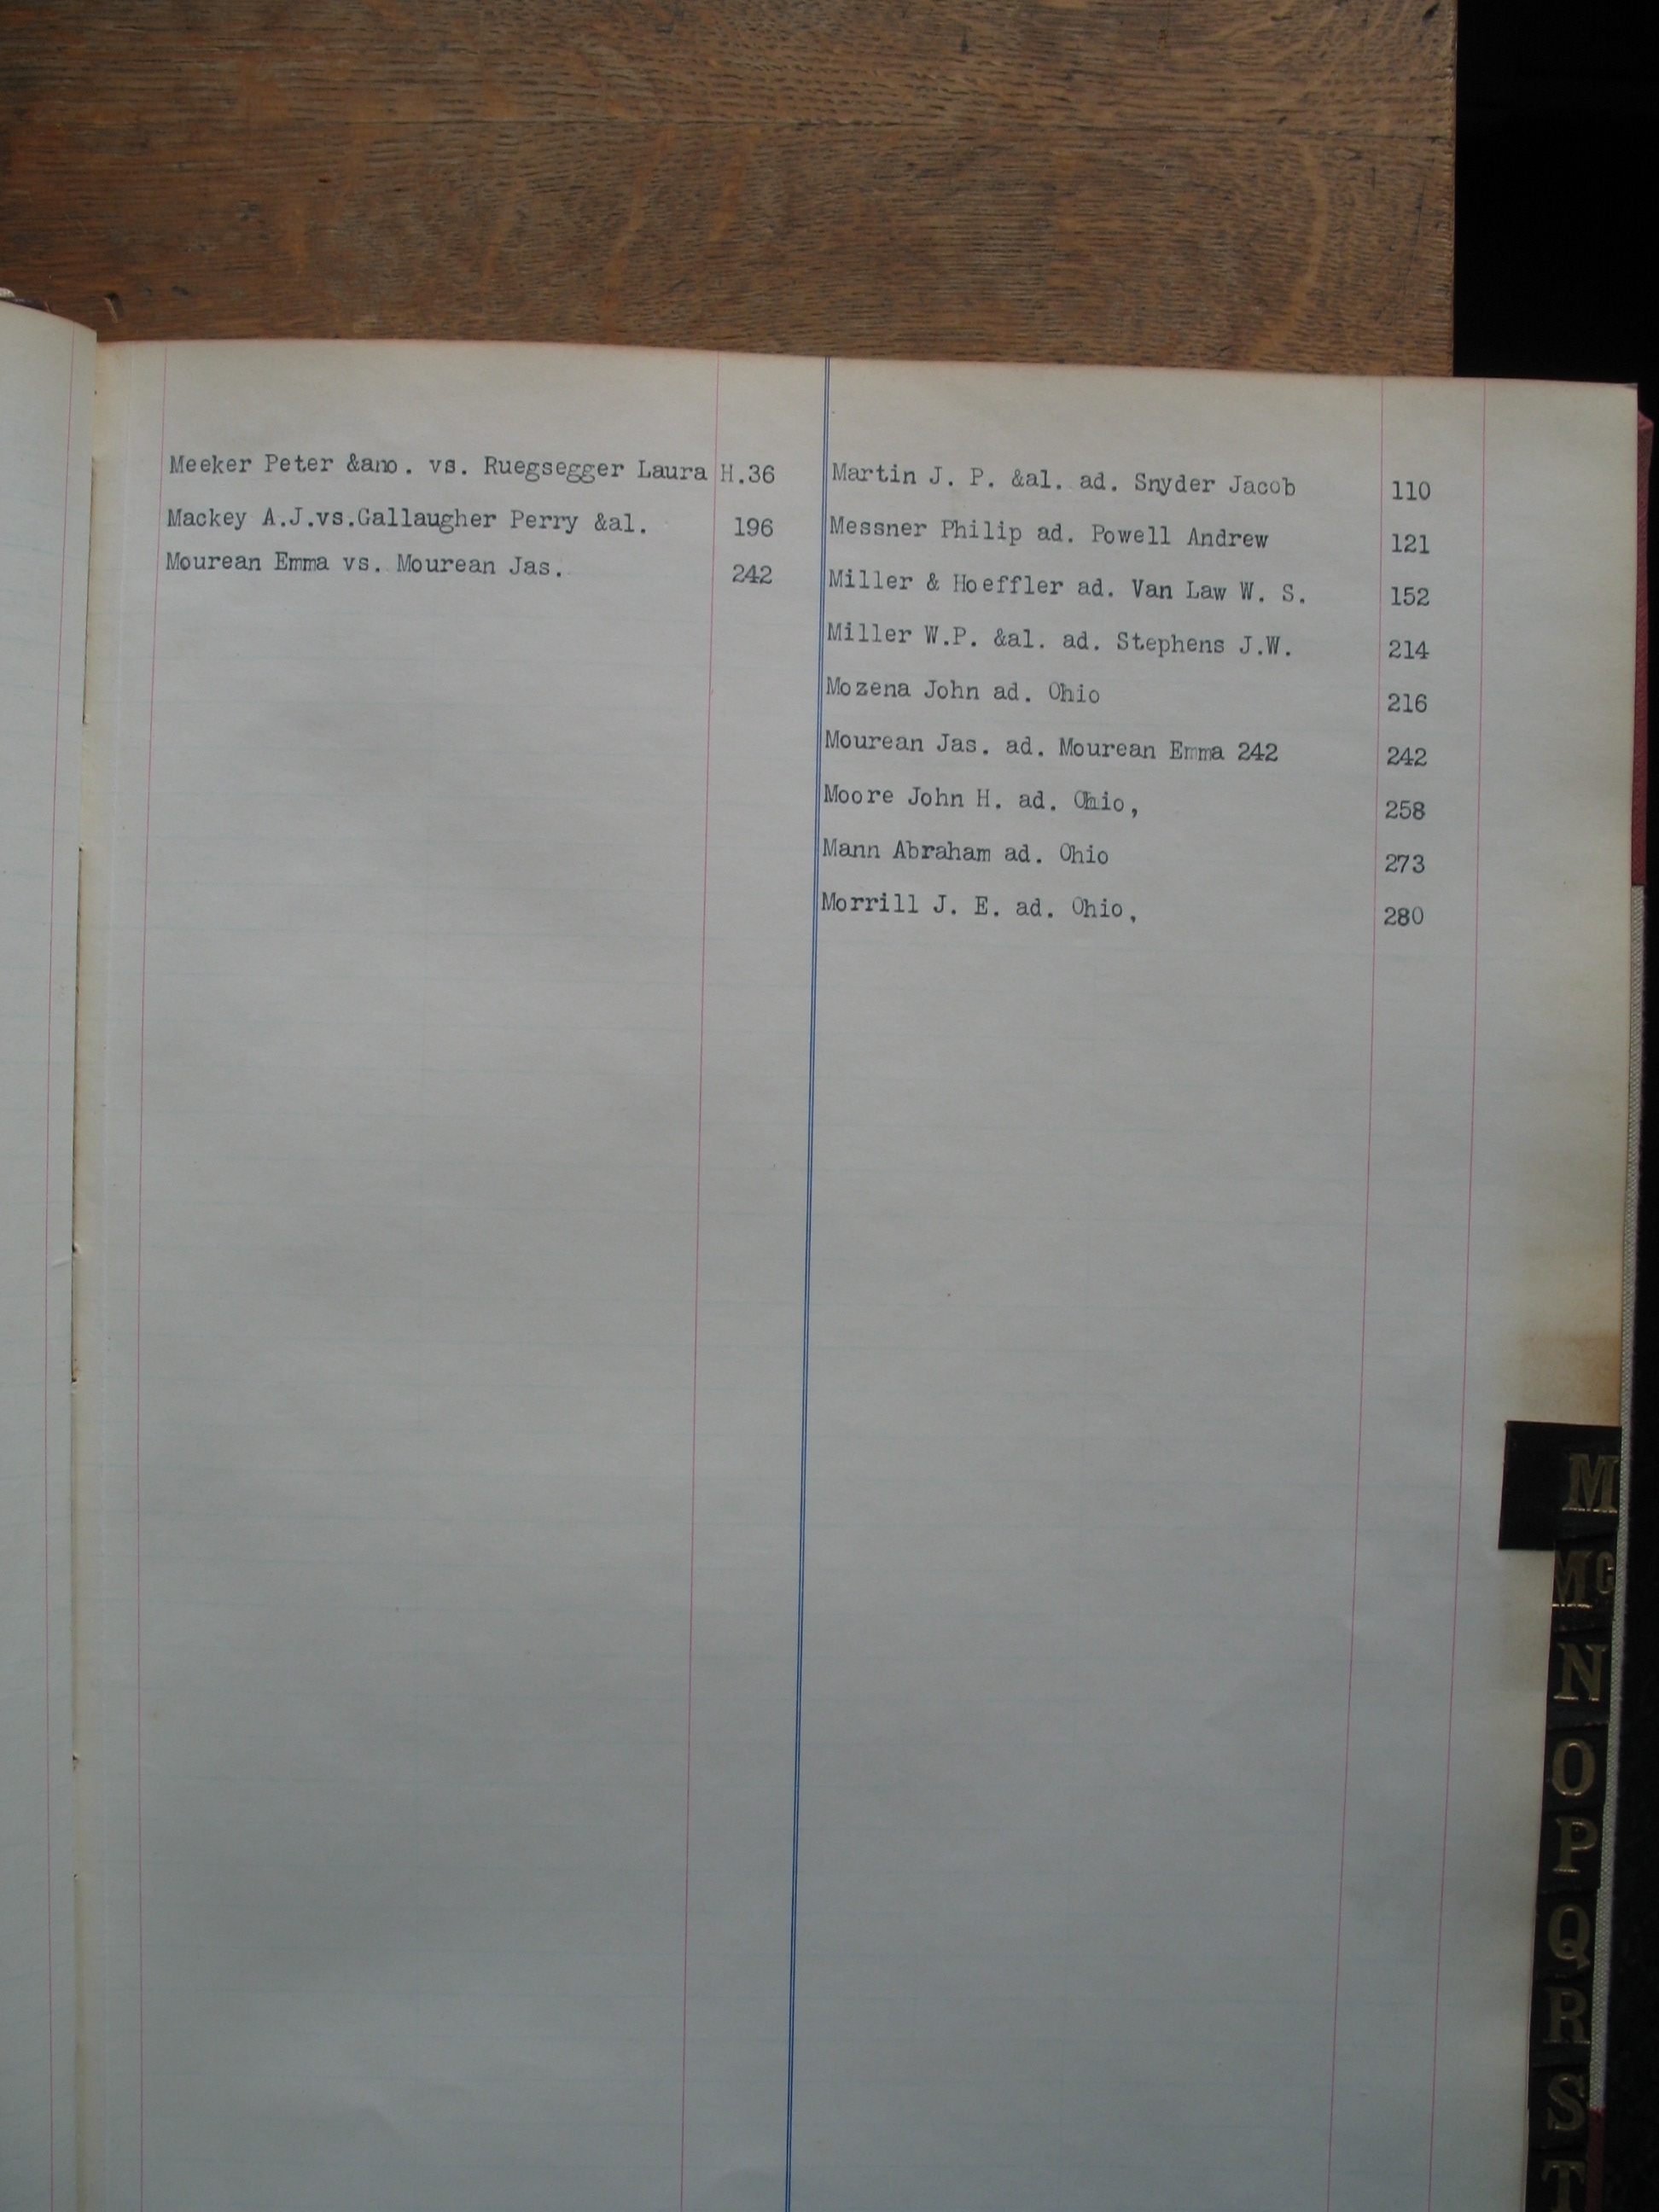 Meeker Peter &ano. vs. Ruegsegger Laura H.36
Mackey A.J.vs.Gallaugher Perry &al. 196
Mourean Emma vs. Mourean Jas. 242
Martin J. P. &al. ad. Snyder Jacob 110
Messner Philip ad. Powell Andrew 121
Miller & Hoeffler ad. Van Law W. S. 152
Miller W.P. &al. ad. Stephens J.W. 214
Mozena John ad. Ohio 216
Mourean Jas. ad. Mourean Emma 242 242
Moore John H. ad. Ohio, 258
Mann Abraham ad. Ohio 273
Morrill J. E. ad. Ohio, 280
M
Mc
N
O
P
Q
R
S
T